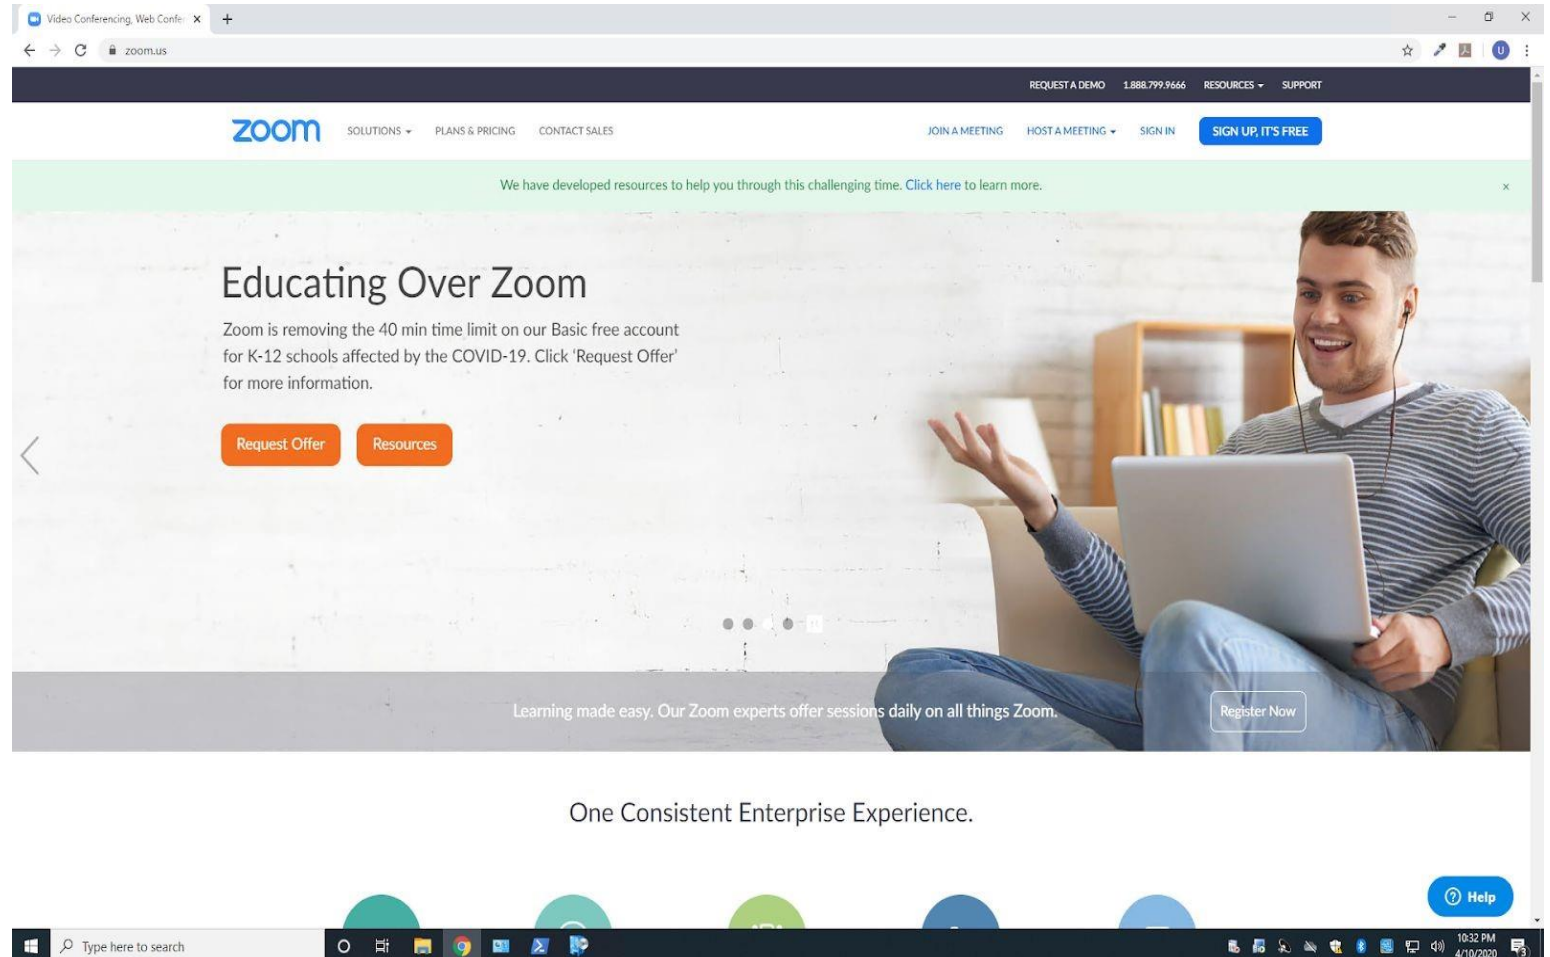 Video Conferencing, Web Confe
zoom.us
REQUEST A DEMO 1.888.799.9666 RESOURCES SUPPORT
zoom SOLUTIONS PLANS & PRICING CONTACT SALES JOIN A MEETING HOST A MEETING SIGN IN SIGN UP, IT'S FREE
We have developed resources to help you through this challenging time. Click here to learn more.
Educating Over Zoom
Zoom is removing the 40 min time limit on our Basic free account
for K-12 schools affected by the COVID-19. Click 'Request Offer'
for more information.
Request Offer Resources
Learning made easy. Our Zoom experts offer sessions daily on all things Zoom. Register Now
One Consistent Enterprise Experience.
Help
Type here to search
10:32 PM
4/10/2020